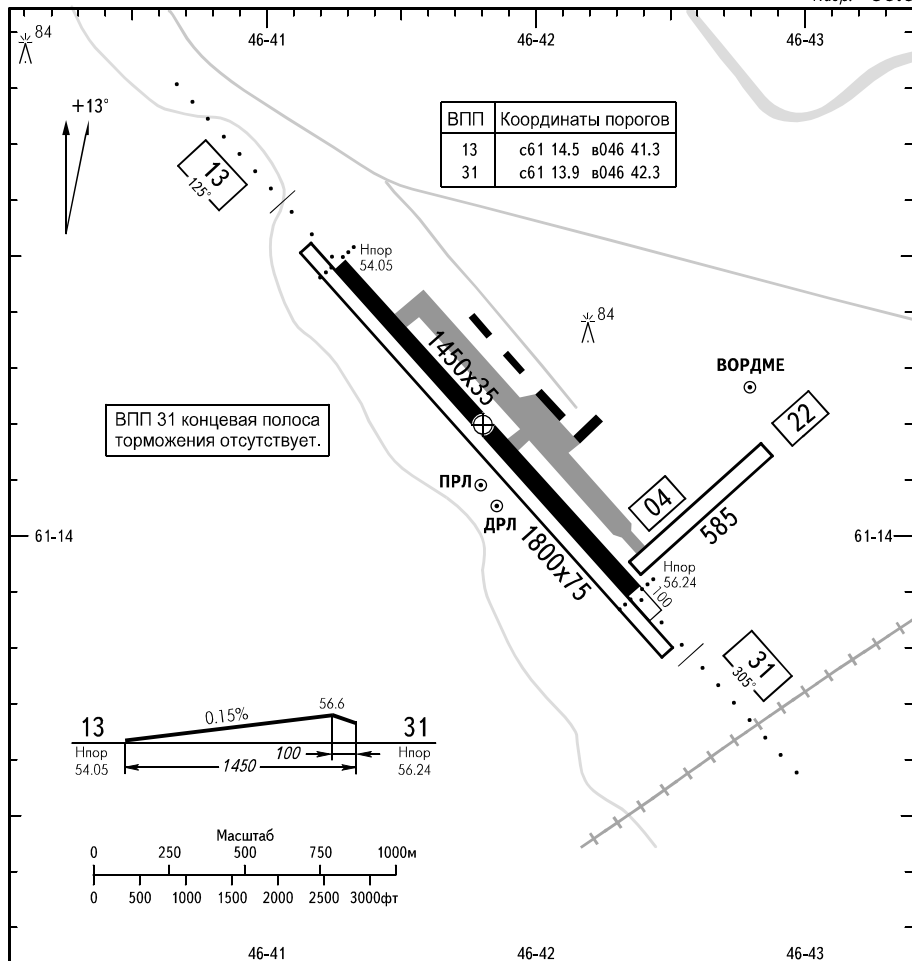 46-41
46-42
46-43
84
+13°
ВПП Координаты порогов
13 с61 14.5 в046 41.3
31 с61 13.9 в046 42.3
13
125°
Нпор
54.05
84
1450x35
ВОРДМЕ
22
ВПП 31 концевая полоса
торможения отсутствует.
ПРЛ
ДРЛ
04
585
1800x75
61-14
61-14
Нпор
56.24
100
31
305°
13
0.15%
56.6
31
Нпор
54.05
100
1450
Нпор
56.24
Масштаб
0 250 500 750 1000м
0 500 1000 1500 2000 2500 3000фт
46-41
46-42
46-43